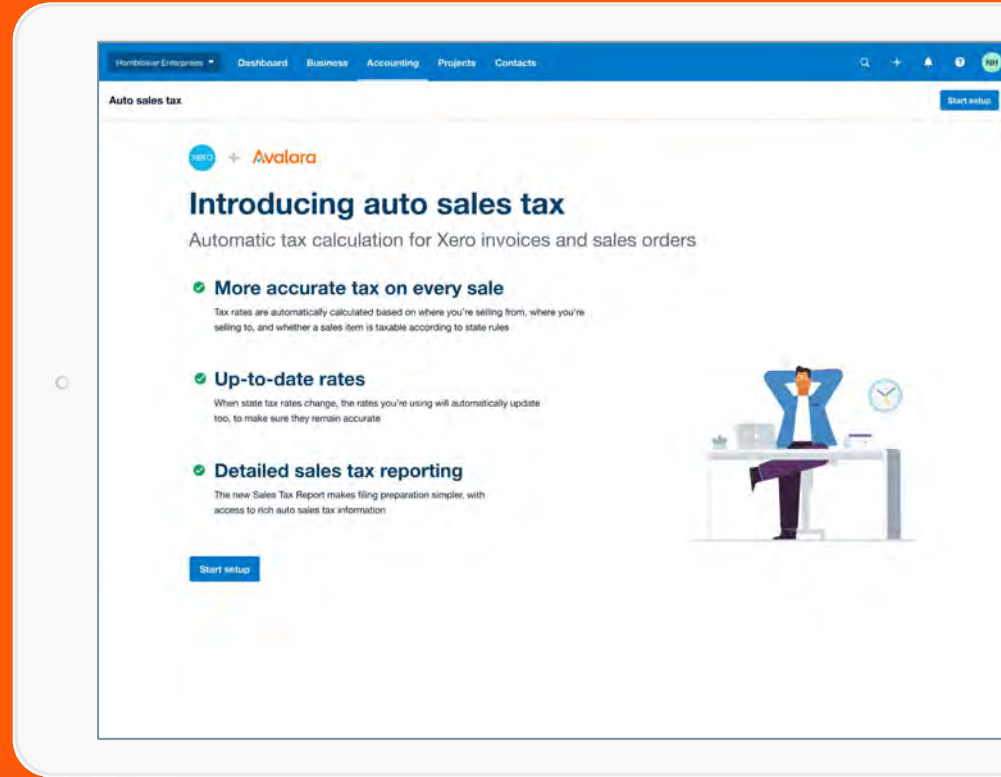 Hornblower Enterprises Dashboard Business Accounting Projects Contacts NH
Auto sales tax Start setup
xero + Avalara
Introducing auto sales tax
Automatic tax calculation for Xero invoices and sales orders
More accurate tax on every sale
Tax rates are automatically calculated based on where you're selling from, where you're
selling to, and whether a sales item is taxable according to state rules
Up-to-date rates
When state tax rates change, the rates you're using will automatically update
too, to make sure they remain accurate
Detailed sales tax reporting
The new Sales Tax Report makes filing preparation simpler, with
access to rich auto sales tax information
Start setup